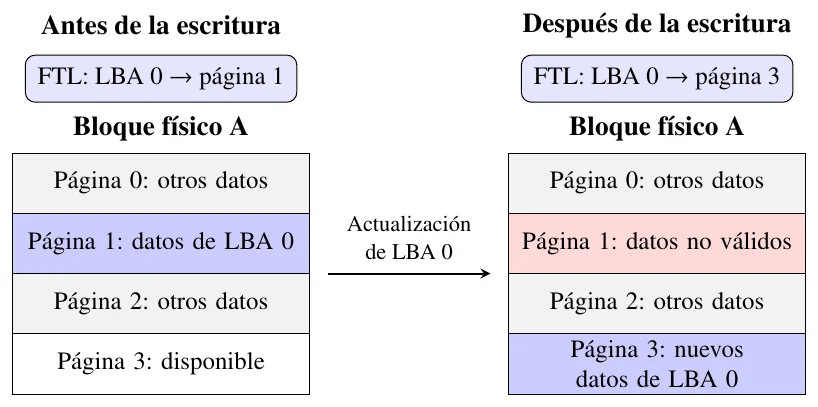 Antes de la escritura
FTL: LBA 0 → página 1
Bloque físico A
Página 0: otros datos
Página 1: datos de LBA 0
Página 2: otros datos
Página 3: disponible
Actualización
de LBA 0
Después de la escritura
FTL: LBA 0 → página 3
Bloque físico A
Página 0: otros datos
Página 1: datos no válidos
Página 2: otros datos
Página 3: nuevos
datos de LBA 0